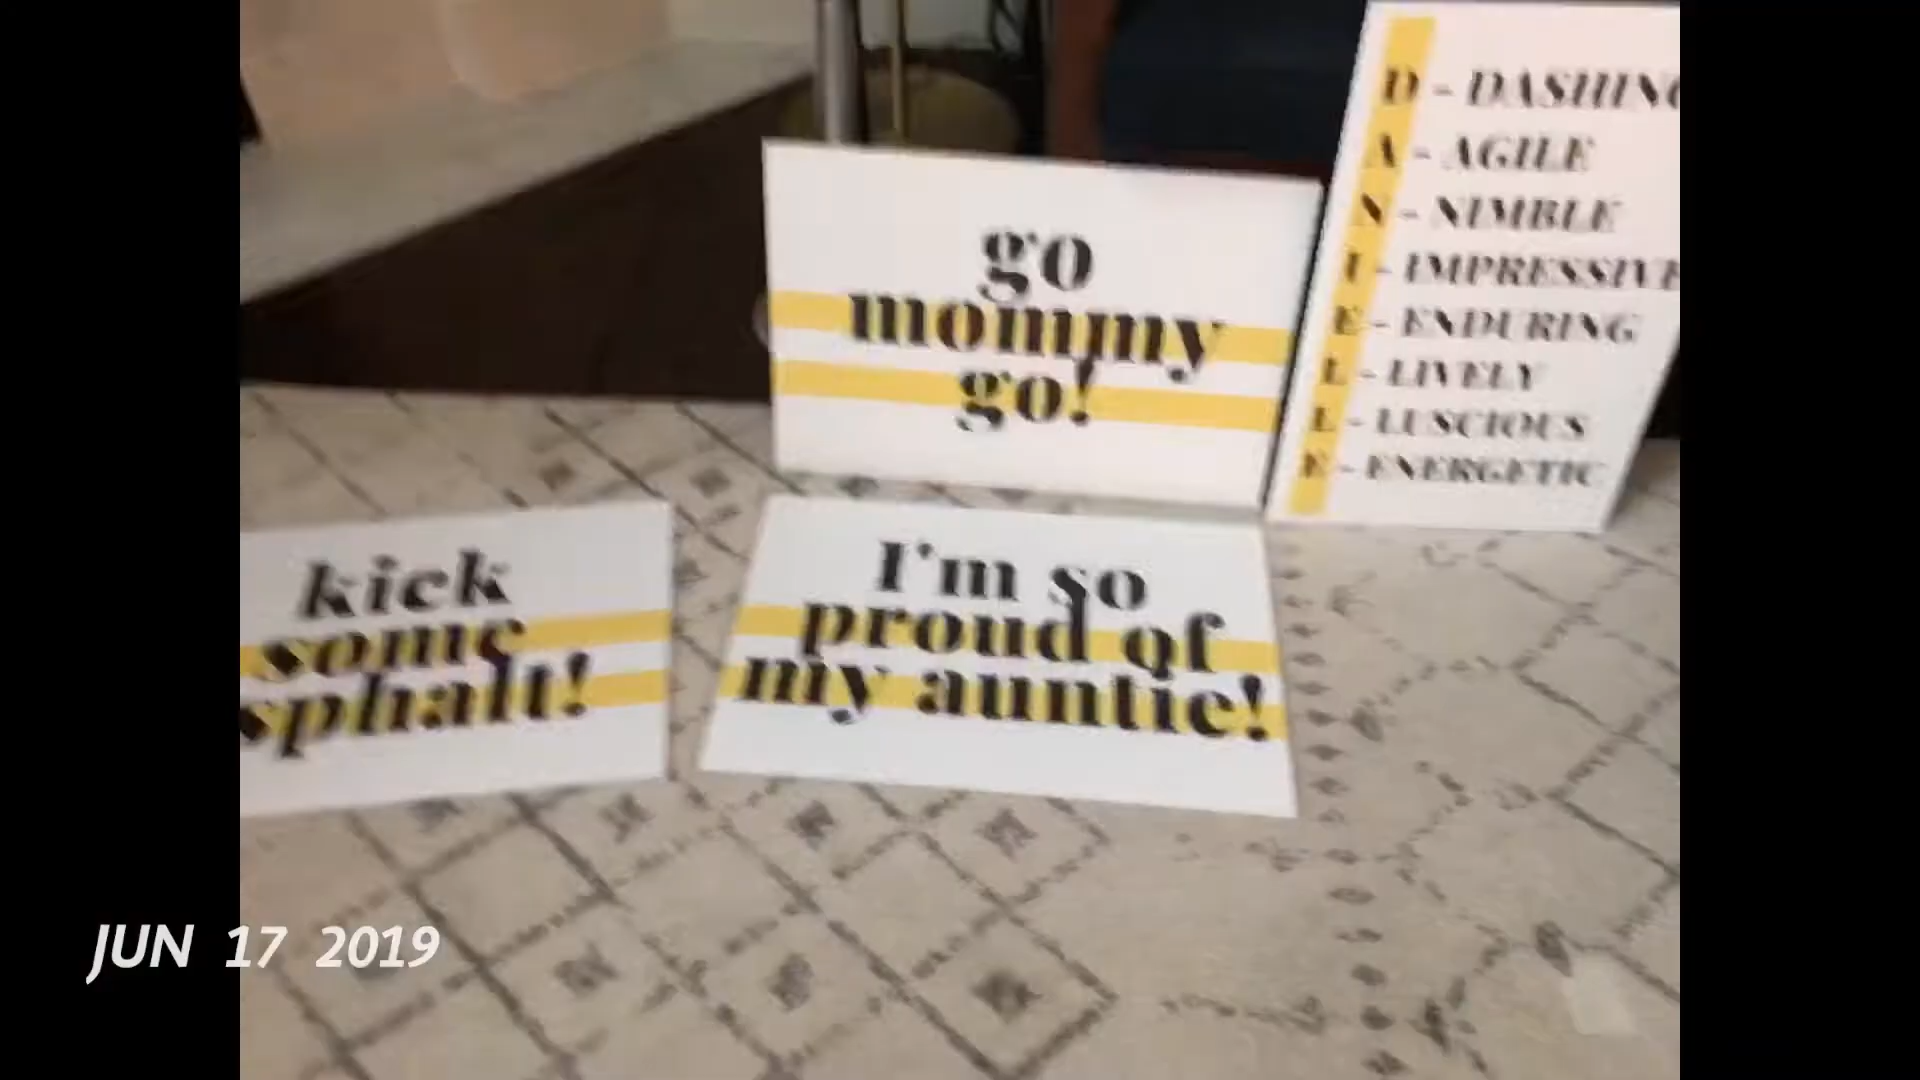 go
mommy
go!
D - DASHING
A - AGILE
N - NIMBLE
I - IMPRESSIVE
E - ENDURING
L - LIVELY
L - LUSCIOUS
E - ENERGETIC
kick
some
sphalt!
I'm so
proud of
my auntie!
JUN 17 2019